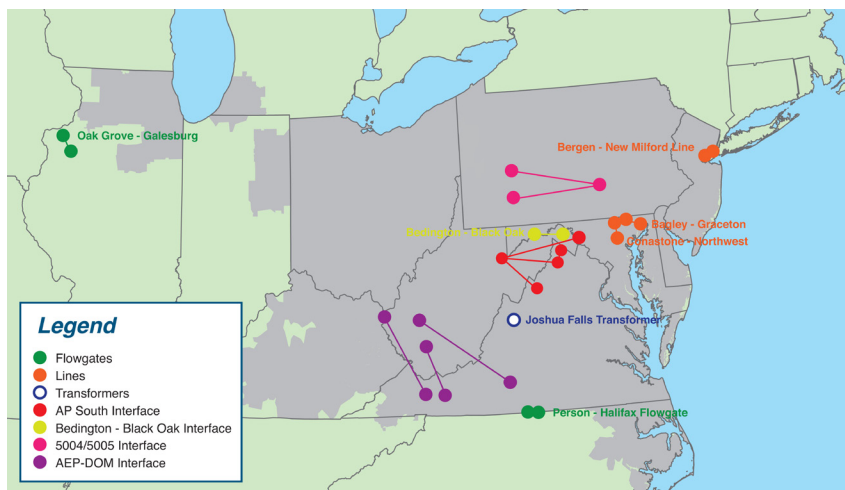 Oak Grove - Galesburg
Bergen - New Milford Line
Bedington - Black Oak
Bagley - Graceton
Conastone - Northwest
Joshua Falls Transformer
Person - Halifax Flowgate
Legend
Flowgates
Lines
Transformers
AP South Interface
Bedington - Black Oak Interface
5004/5005 Interface
AEP-DOM Interface